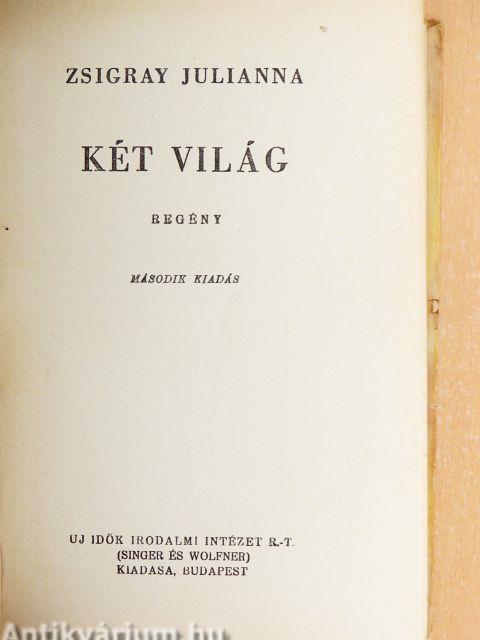 ZSIGRAY JULIANNA
KÉT VILÁG
REGÉNY
MÁSODIK KIADÁS
UJ IDŐK IRODALMI INTÉZET R.-T.
(SINGER ÉS WOLFNER)
KIADASA, BUDAPEST
Antikvárium.hu